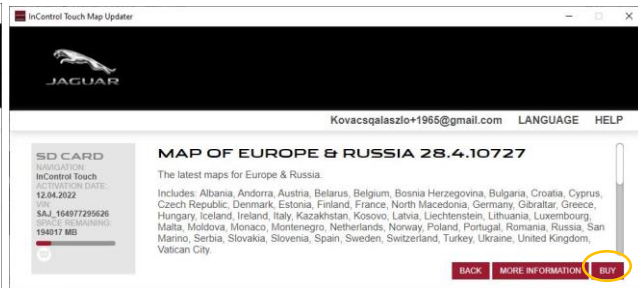 InControl Touch Map Updater
JAGUAR
Kovacsqalaszlo+1965@gmail.com LANGUAGE HELP
SD CARD
NAVIGATION:
InControl Touch
ACTIVATION DATE:
12.04.2022
VIN:
SAJ_164977295626
SPACE REMAINING:
194017 MB
MAP OF EUROPE & RUSSIA 28.4.10727
The latest maps for Europe & Russia.
Includes: Albania, Andorra, Austria, Belarus, Belgium, Bosnia Herzegovina, Bulgaria, Croatia, Cyprus,
Czech Republic, Denmark, Estonia, Finland, France, North Macedonia, Germany, Gibraltar, Greece,
Hungary, Iceland, Ireland, Italy, Kazakhstan, Kosovo, Latvia, Liechtenstein, Lithuania, Luxembourg,
Malta, Moldova, Monaco, Montenegro, Netherlands, Norway, Poland, Portugal, Romania, Russia, San
Marino, Serbia, Slovakia, Slovenia, Spain, Sweden, Switzerland, Turkey, Ukraine, United Kingdom,
Vatican City.
BACK MORE INFORMATION BUY